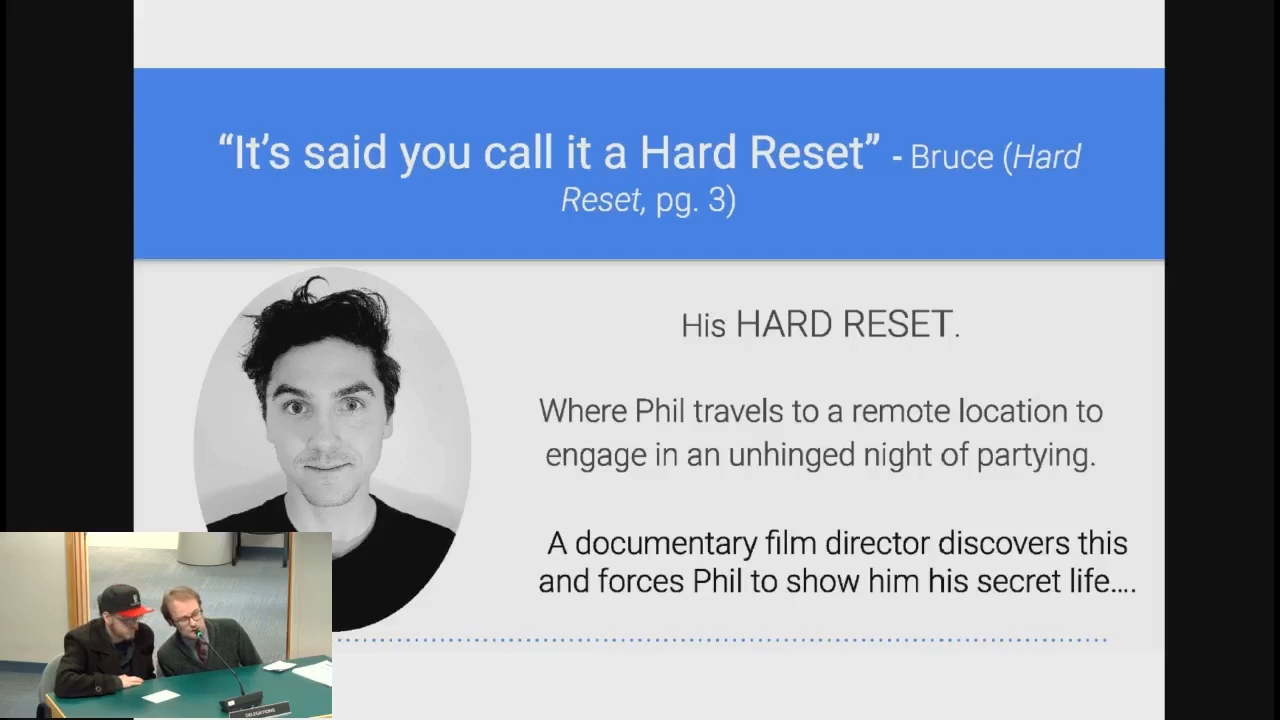 “It’s said you call it a Hard Reset” - Bruce (Hard
Reset, pg. 3)
His HARD RESET.
Where Phil travels to a remote location to
engage in an unhinged night of partying.
A documentary film director discovers this
and forces Phil to show him his secret life....
DELEGATIONS